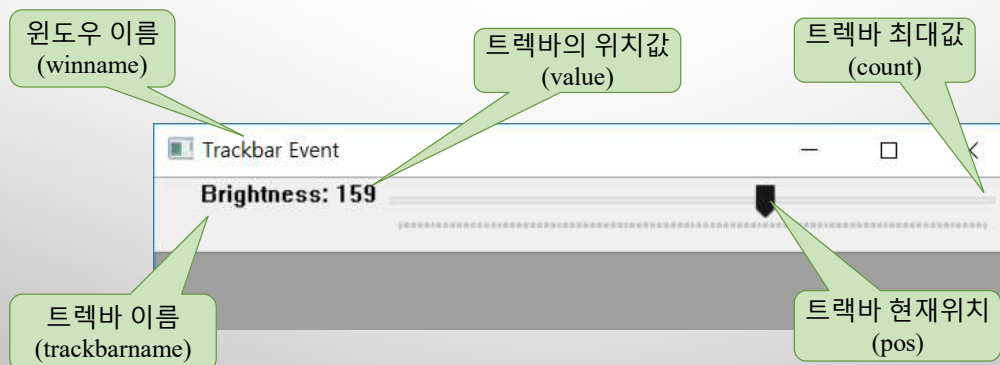 윈도우 이름
(winname)
트렉바의 위치값
(value)
트렉바 최대값
(count)
Trackbar Event
Brightness: 159
트렉바 이름
(trackbarname)
트랙바 현재위치
(pos)